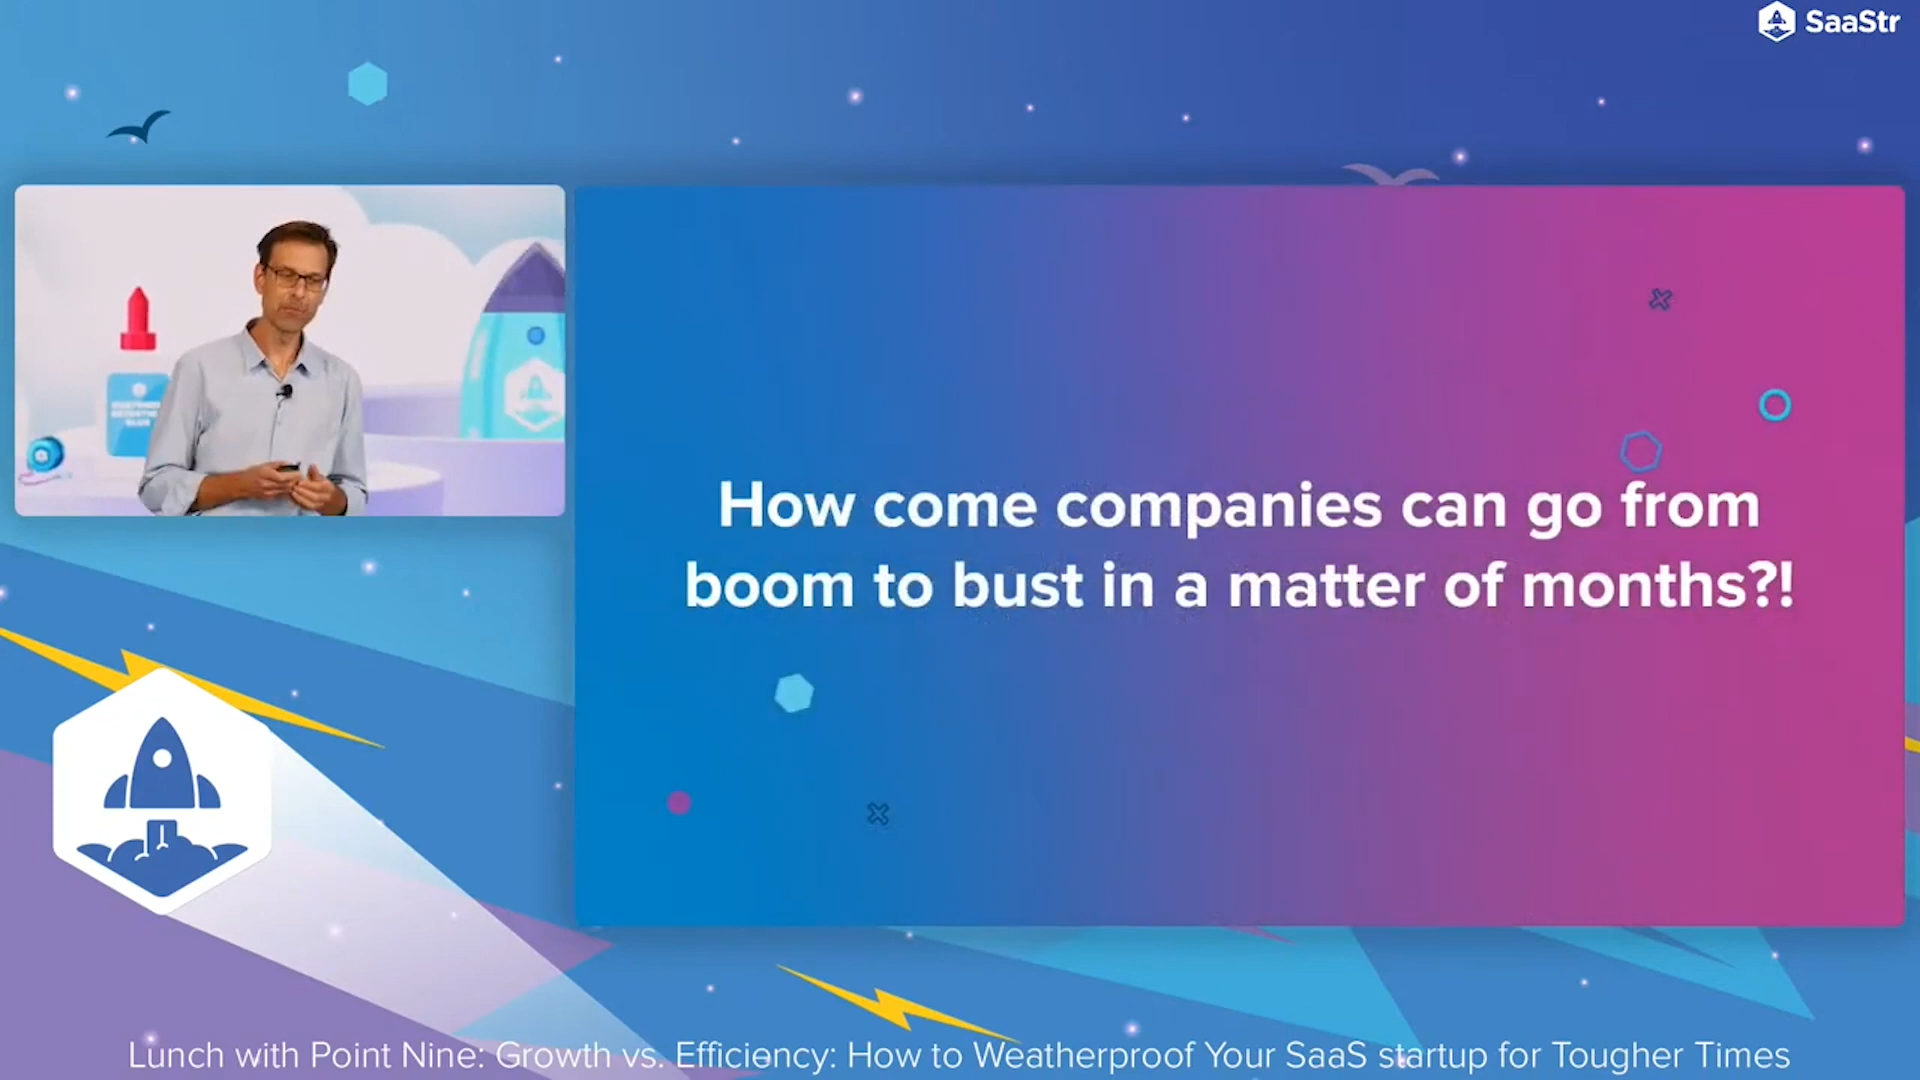 SaaStr
How come companies can go from
boom to bust in a matter of months?!
Lunch with Point Nine: Growth vs. Efficiency: How to Weatherproof Your SaaS startup for Tougher Times